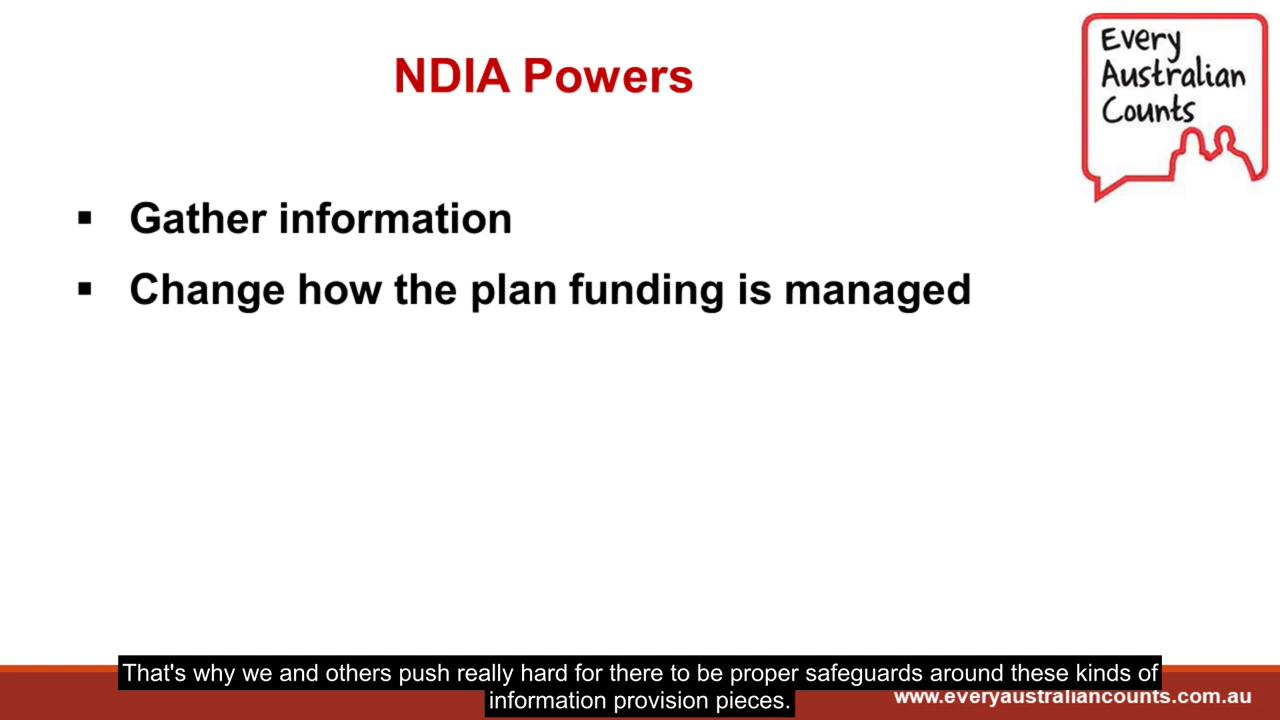 NDIA Powers
Every
Australian
Counts
▪ Gather information
▪ Change how the plan funding is managed
That's why we and others push really hard for there to be proper safeguards around these kinds of
information provision pieces.
www.everyaustraliancounts.com.au